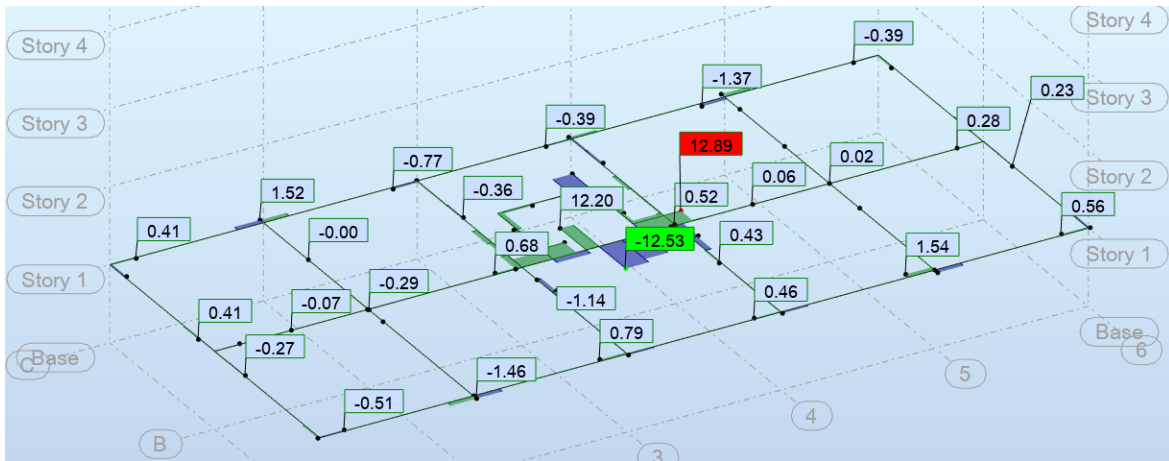 Story 4
Story 4
-0.39
-1.37
0.23
Story 3
Story 3
-0.39
0.28
12.89
-0.77
0.02
Story 2
Story 2
1.52
-0.36
12.20
0.52
0.06
0.56
0.41
-0.00
0.68
-12.53
0.43
1.54
Story 1
Story 1
-0.07
-0.29
-1.14
0.46
0.41
0.79
Base
C
-0.27
-1.46
Base
6
5
-0.51
4
B
3